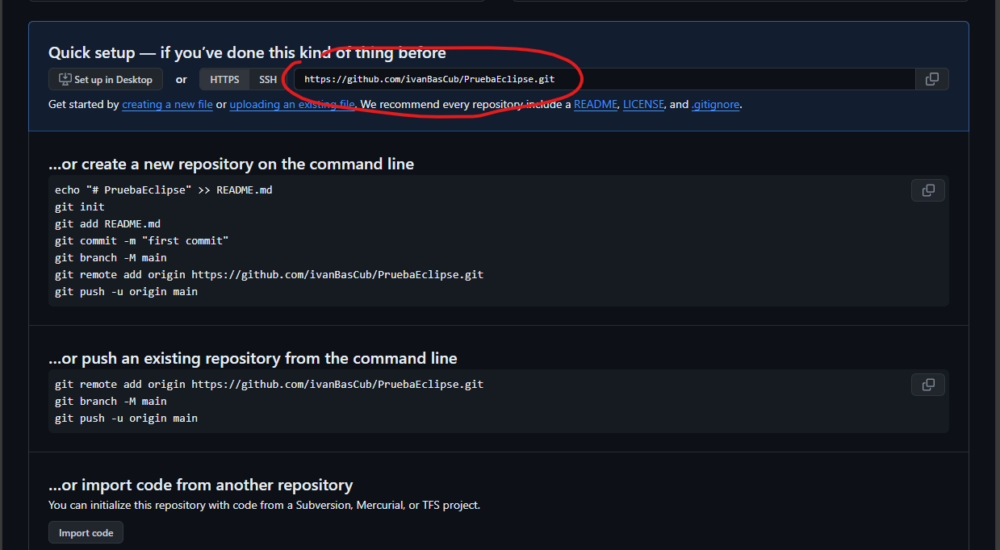 Quick setup — if you’ve done this kind of thing before
Set up in Desktop or HTTPS SSH https://github.com/ivanBasCub/PruebaEclipse.git
Get started by creating a new file or uploading an existing file. We recommend every repository include a README, LICENSE, and .gitignore.
…or create a new repository on the command line
echo "# PruebaEclipse" >> README.md
git init
git add README.md
git commit -m "first commit"
git branch -M main
git remote add origin https://github.com/ivanBasCub/PruebaEclipse.git
git push -u origin main
…or push an existing repository from the command line
git remote add origin https://github.com/ivanBasCub/PruebaEclipse.git
git branch -M main
git push -u origin main
…or import code from another repository
You can initialize this repository with code from a Subversion, Mercurial, or TFS project.
Import code